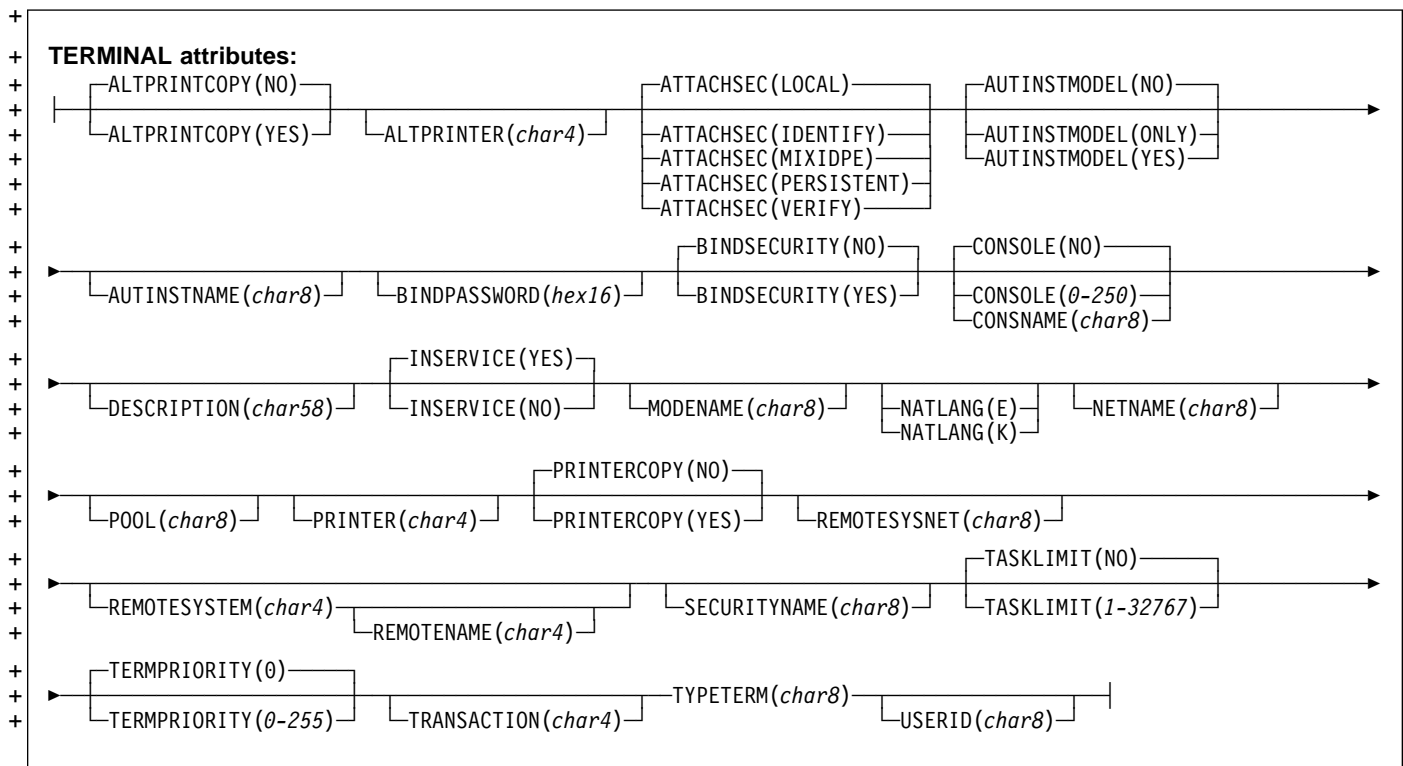 +
+ TERMINAL attributes:
+ ALTPRINTCOPY(NO) ATTACHSEC(LOCAL) AUTINSTMODEL(NO)
+
+ ALTPRINTCOPY(YES) ALTPRINTER(char4) ATTACHSEC(IDENTIFY) AUTINSTMODEL(ONLY)
+ ATTACHSEC(MIXIDPE) AUTINSTMODEL(YES)
+ ATTACHSEC(PERSISTENT)
+ ATTACHSEC(VERIFY)
+ BINDSECURITY(NO) CONSOLE(NO)
+
+ AUTINSTNAME(char8) BINDPASSWORD(hex16) BINDSECURITY(YES) CONSOLE(0-250)
+ CONSNAME(char8)
+ INSERVICE(YES)
+
+ DESCRIPTION(char58) INSERVICE(NO) MODENAME(char8) NATLANG(E) NETNAME(char8)
+ NATLANG(K)
+ PRINTERCOPY(NO)
+
+ POOL(char8) PRINTER(char4) PRINTERCOPY(YES) REMOTESYSNET(char8)
+ TASKLIMIT(NO)
+
+ REMOTESYSTEM(char4) SECURITYNAME(char8) TASKLIMIT(1-32767)
+ REMOTENAME(char4)
+ TERMPRIORITY(0)
+ TYPETERM(char8)
+ TERMPRIORITY(0-255) TRANSACTION(char4) USERID(char8)